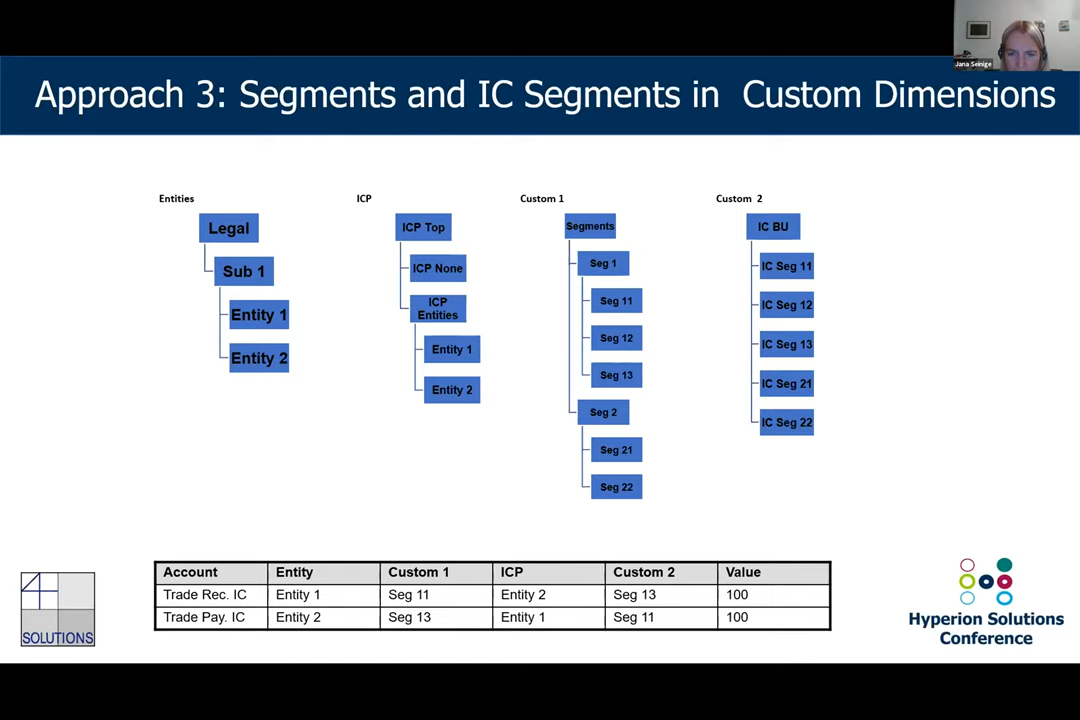 Jana Seinige
Approach 3: Segments and IC Segments in Custom Dimensions
Entities
Legal
Sub 1
Entity 1
Entity 2
ICP
ICP Top
ICP None
ICP
Entities
Entity 1
Entity 2
Custom 1
Segments
Seg 1
Seg 11
Seg 12
Seg 13
Seg 2
Seg 21
Seg 22
Custom 2
IC BU
IC Seg 11
IC Seg 12
IC Seg 13
IC Seg 21
IC Seg 22
Account Entity Custom 1 ICP Custom 2 Value
Trade Rec. IC Entity 1 Seg 11 Entity 2 Seg 13 100
Trade Pay. IC Entity 2 Seg 13 Entity 1 Seg 11 100
4
SOLUTIONS
Hyperion Solutions
Conference